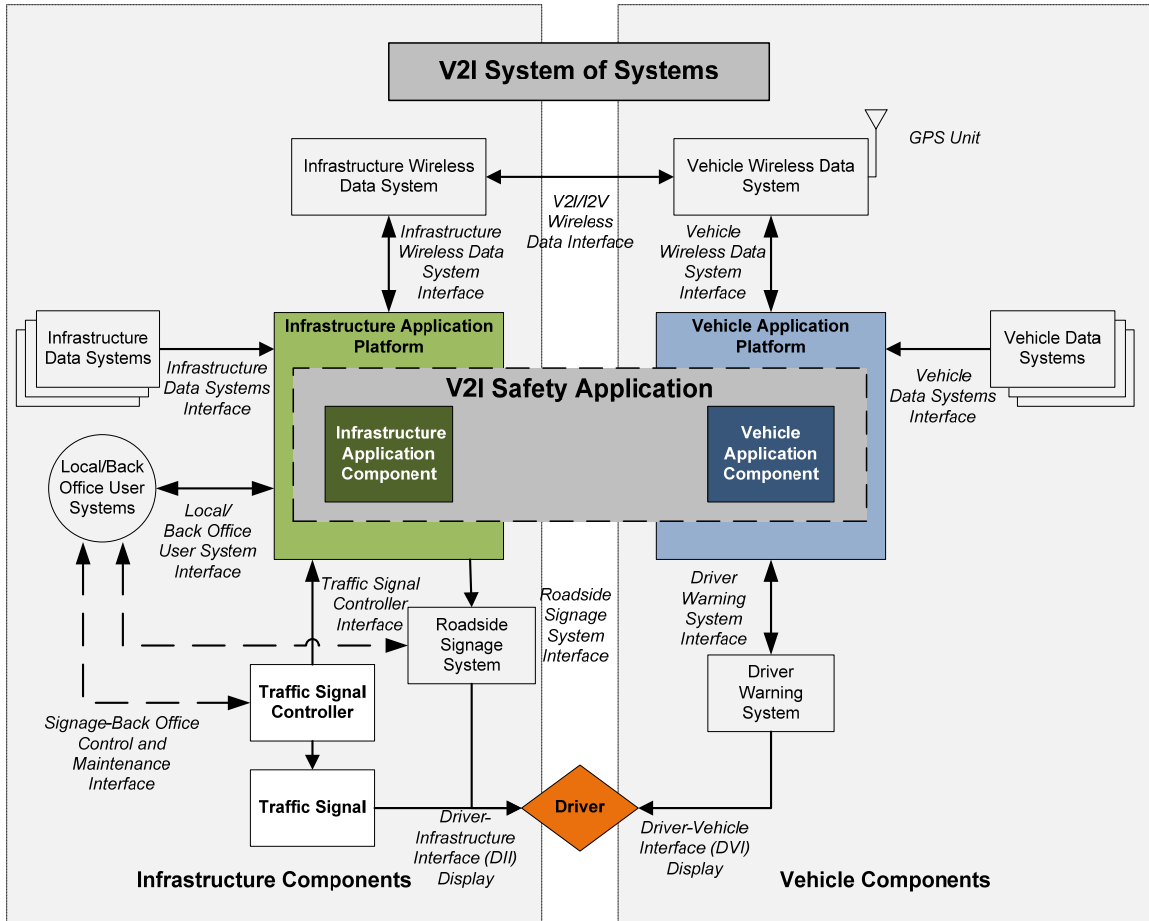 V2I System of Systems
GPS Unit
Infrastructure Wireless
Data System
Vehicle Wireless Data
System
V2I/I2V
Wireless
Data Interface
Infrastructure
Wireless Data
System
Interface
Vehicle
Wireless Data
System
Interface
Infrastructure
Data Systems
Infrastructure
Data Systems
Interface
Infrastructure Application
Platform
Vehicle Application
Platform
Vehicle Data
Systems
Vehicle
Data Systems
Interface
V2I Safety Application
Infrastructure
Application
Component
Vehicle
Application
Component
Local/Back
Office User
Systems
Local/
Back Office
User System
Interface
Traffic Signal
Controller
Interface
Roadside
Signage
System
Roadside
Signage
System
Interface
Driver
Warning
System
Interface
Driver
Warning
System
Traffic Signal
Controller
Signage-Back Office
Control and
Maintenance
Interface
Traffic Signal
Driver
Driver-
Infrastructure
Interface (DII)
Display
Driver-Vehicle
Interface (DVI)
Display
Infrastructure Components
Vehicle Components